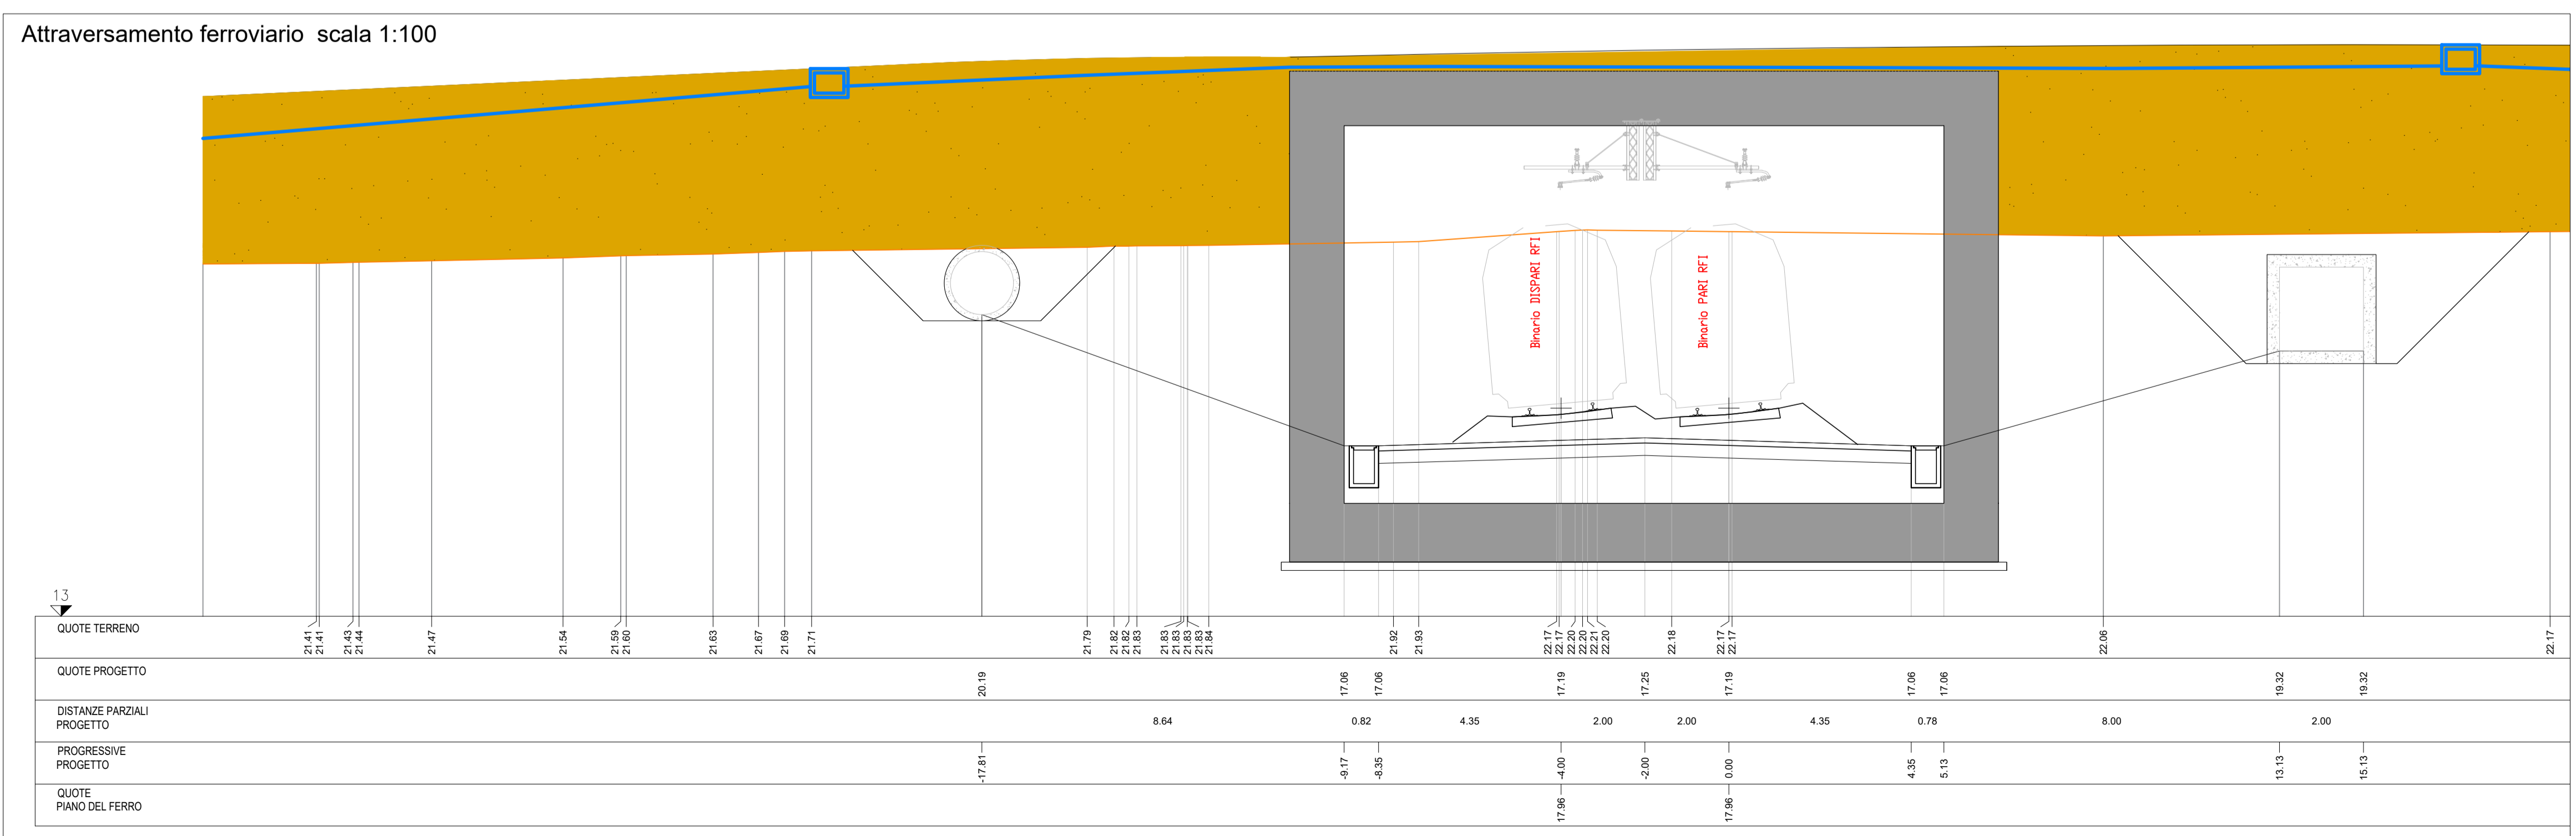 Attraversamento ferroviario scala 1:100
Binario DISPARI RFI
Binario PARI RFI
13
QUOTE TERRENO
21.41 21.41 21.43 21.44 21.47 21.54 21.59 21.60 21.63 21.67 21.69 21.71 21.79 21.82 21.82 21.83 21.83 21.83 21.83 21.83 21.84 21.92 21.93 22.17 22.17 22.20 22.20 22.21 22.20 22.18 22.17 22.17 22.06 22.17
QUOTE PROGETTO
20.19 17.06 17.06 17.19 17.25 17.19 17.06 17.06 19.32 19.32
DISTANZE PARZIALI
PROGETTO
8.64 0.82 4.35 2.00 2.00 4.35 0.78 8.00 2.00
PROGRESSIVE
PROGETTO
-17.81 -9.17 -8.35 -4.00 -2.00 0.00 4.35 5.13 13.13 15.13
QUOTE
PIANO DEL FERRO
17.96 17.96